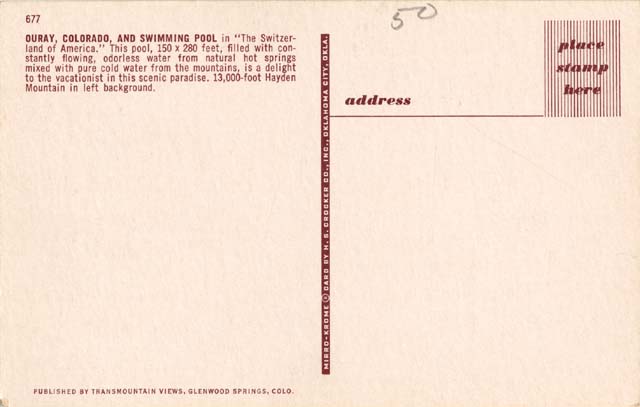 677
OURAY, COLORADO, AND SWIMMING POOL in "The Switzer-
land of America." This pool, 150 x 280 feet, filled with con-
stantly flowing, odorless water from natural hot springs
mixed with pure cold water from the mountains, is a delight
to the vacationist in this scenic paradise. 13,000-foot Hayden
Mountain in left background.
PUBLISHED BY TRANSMOUNTAIN VIEWS, GLENWOOD SPRINGS, COLO.
MIRRO-KROME ® CARD BY H. S. CROCKER CO., INC., OKLAHOMA CITY, OKLA.
50
address
place
stamp
here